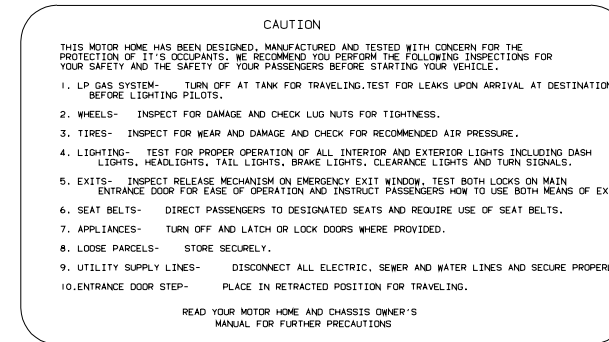 CAUTION
THIS MOTOR HOME HAS BEEN DESIGNED, MANUFACTURED AND TESTED WITH CONCERN FOR THE
PROTECTION OF IT'S OCCUPANTS. WE RECOMMEND YOU PERFORM THE FOLLOWING INSPECTIONS FOR
YOUR SAFETY AND THE SAFETY OF YOUR PASSENGERS BEFORE STARTING YOUR VEHICLE.
1. LP GAS SYSTEM- TURN OFF AT TANK FOR TRAVELING.TEST FOR LEAKS UPON ARRIVAL AT DESTINATION
BEFORE LIGHTING PILOTS.
2. WHEELS- INSPECT FOR DAMAGE AND CHECK LUG NUTS FOR TIGHTNESS.
3. TIRES- INSPECT FOR WEAR AND DAMAGE AND CHECK FOR RECOMMENDED AIR PRESSURE.
4. LIGHTING- TEST FOR PROPER OPERATION OF ALL INTERIOR AND EXTERIOR LIGHTS INCLUDING DASH
LIGHTS, HEADLIGHTS, TAIL LIGHTS, BRAKE LIGHTS, CLEARANCE LIGHTS AND TURN SIGNALS.
5. EXITS- INSPECT RELEASE MECHANISM ON EMERGENCY EXIT WINDOW, TEST BOTH LOCKS ON MAIN
ENTRANCE DOOR FOR EASE OF OPERATION AND INSTRUCT PASSENGERS HOW TO USE BOTH MEANS OF EX
6. SEAT BELTS- DIRECT PASSENGERS TO DESIGNATED SEATS AND REQUIRE USE OF SEAT BELTS.
7. APPLIANCES- TURN OFF AND LATCH OR LOCK DOORS WHERE PROVIDED.
8. LOOSE PARCELS- STORE SECURELY.
9. UTILITY SUPPLY LINES- DISCONNECT ALL ELECTRIC, SEWER AND WATER LINES AND SECURE PROPERL
10.ENTRANCE DOOR STEP- PLACE IN RETRACTED POSITION FOR TRAVELING.
READ YOUR MOTOR HOME AND CHASSIS OWNER'S
MANUAL FOR FURTHER PRECAUTIONS